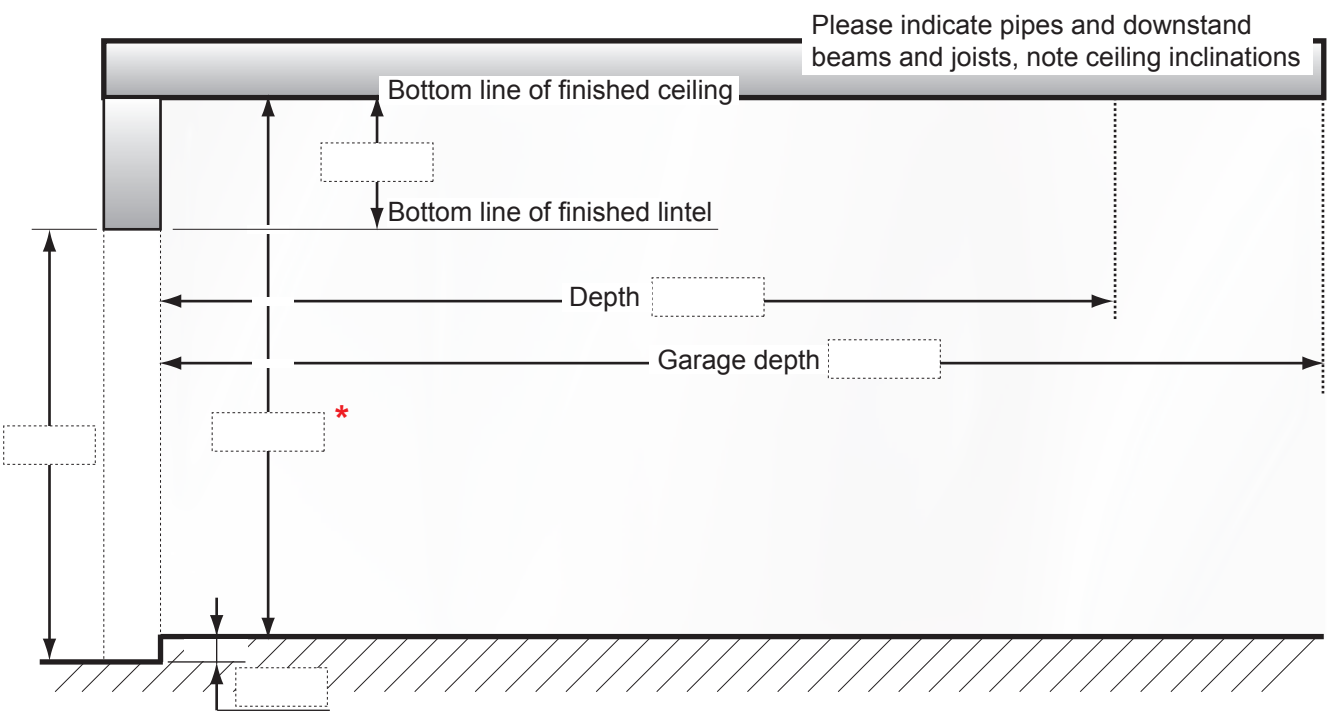 Please indicate pipes and downstand
beams and joists, note ceiling inclinations
Bottom line of finished ceiling
Bottom line of finished lintel
Depth
Garage depth
*